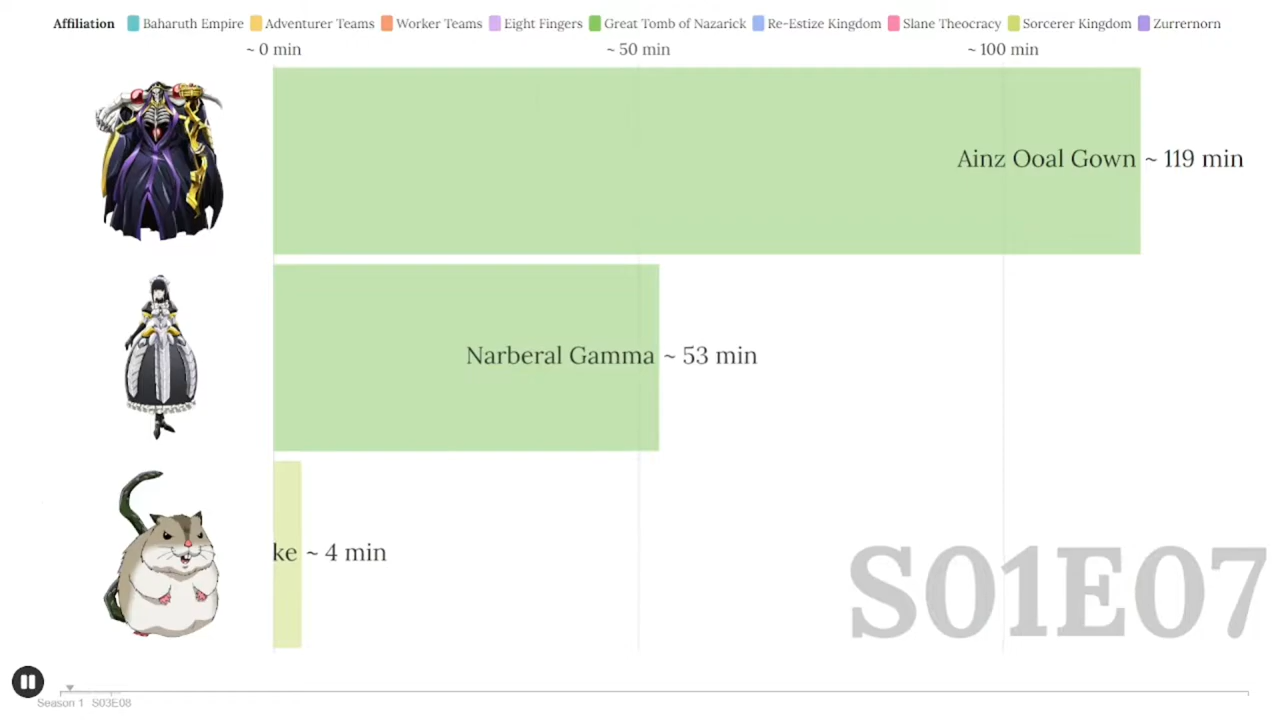 Affiliation Baharuth Empire Adventurer Teams Worker Teams Eight Fingers Great Tomb of Nazarick Re-Estize Kingdom Slane Theocracy Sorcerer Kingdom Zurrernorn
~ 0 min ~ 50 min ~ 100 min
Ainz Ooal Gown ~ 119 min
Narberal Gamma ~ 53 min
ke ~ 4 min
S01E07
Season 1 S03E08